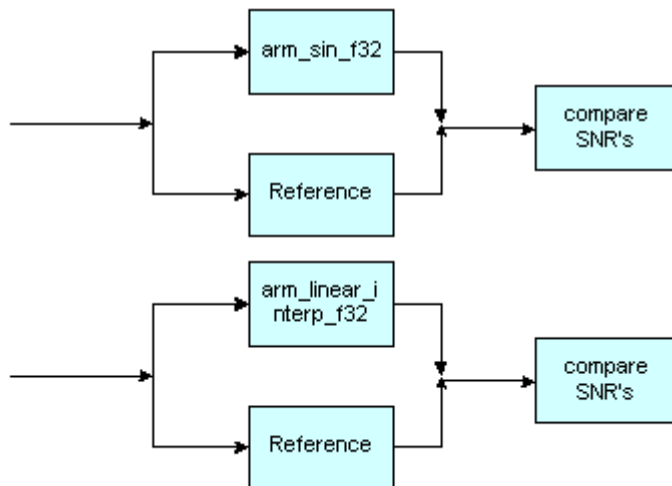 arm_sin_f32
compare
SNR's
Reference
arm_linear_i
nterp_f32
compare
SNR's
Reference